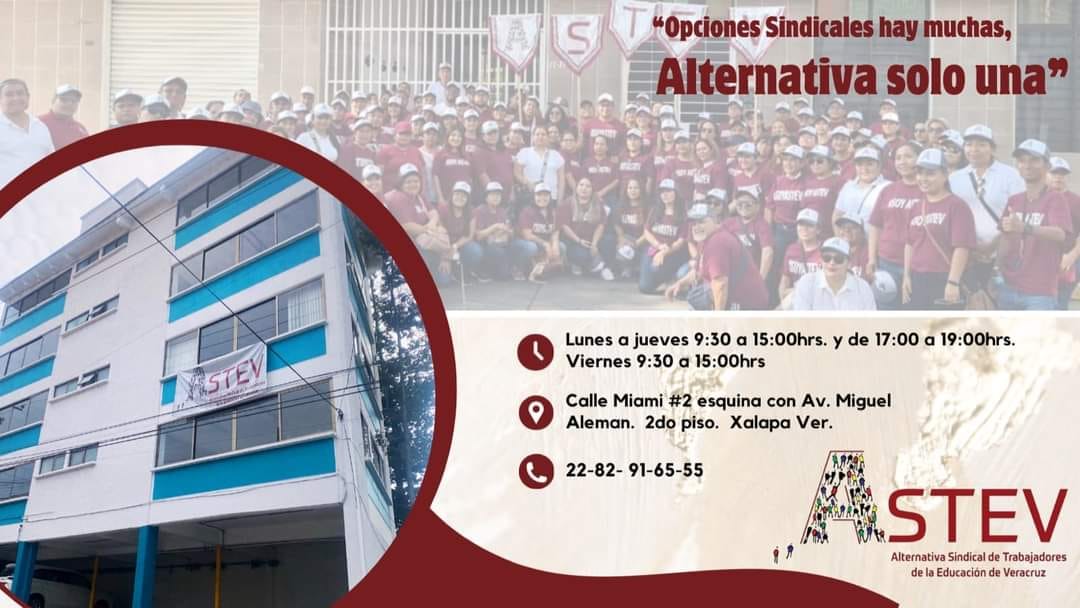 "Opciones Sindicales hay muchas,
Alternativa solo una"
A S T E V
ASTEV
Lunes a jueves 9:30 a 15:00hrs. y de 17:00 a 19:00hrs.
Viernes 9:30 a 15:00hrs
Calle Miami #2 esquina con Av. Miguel
Aleman. 2do piso. Xalapa Ver.
22-82- 91-65-55
ASTEV
Alternativa Sindical de Trabajadores
de la Educación de Veracruz